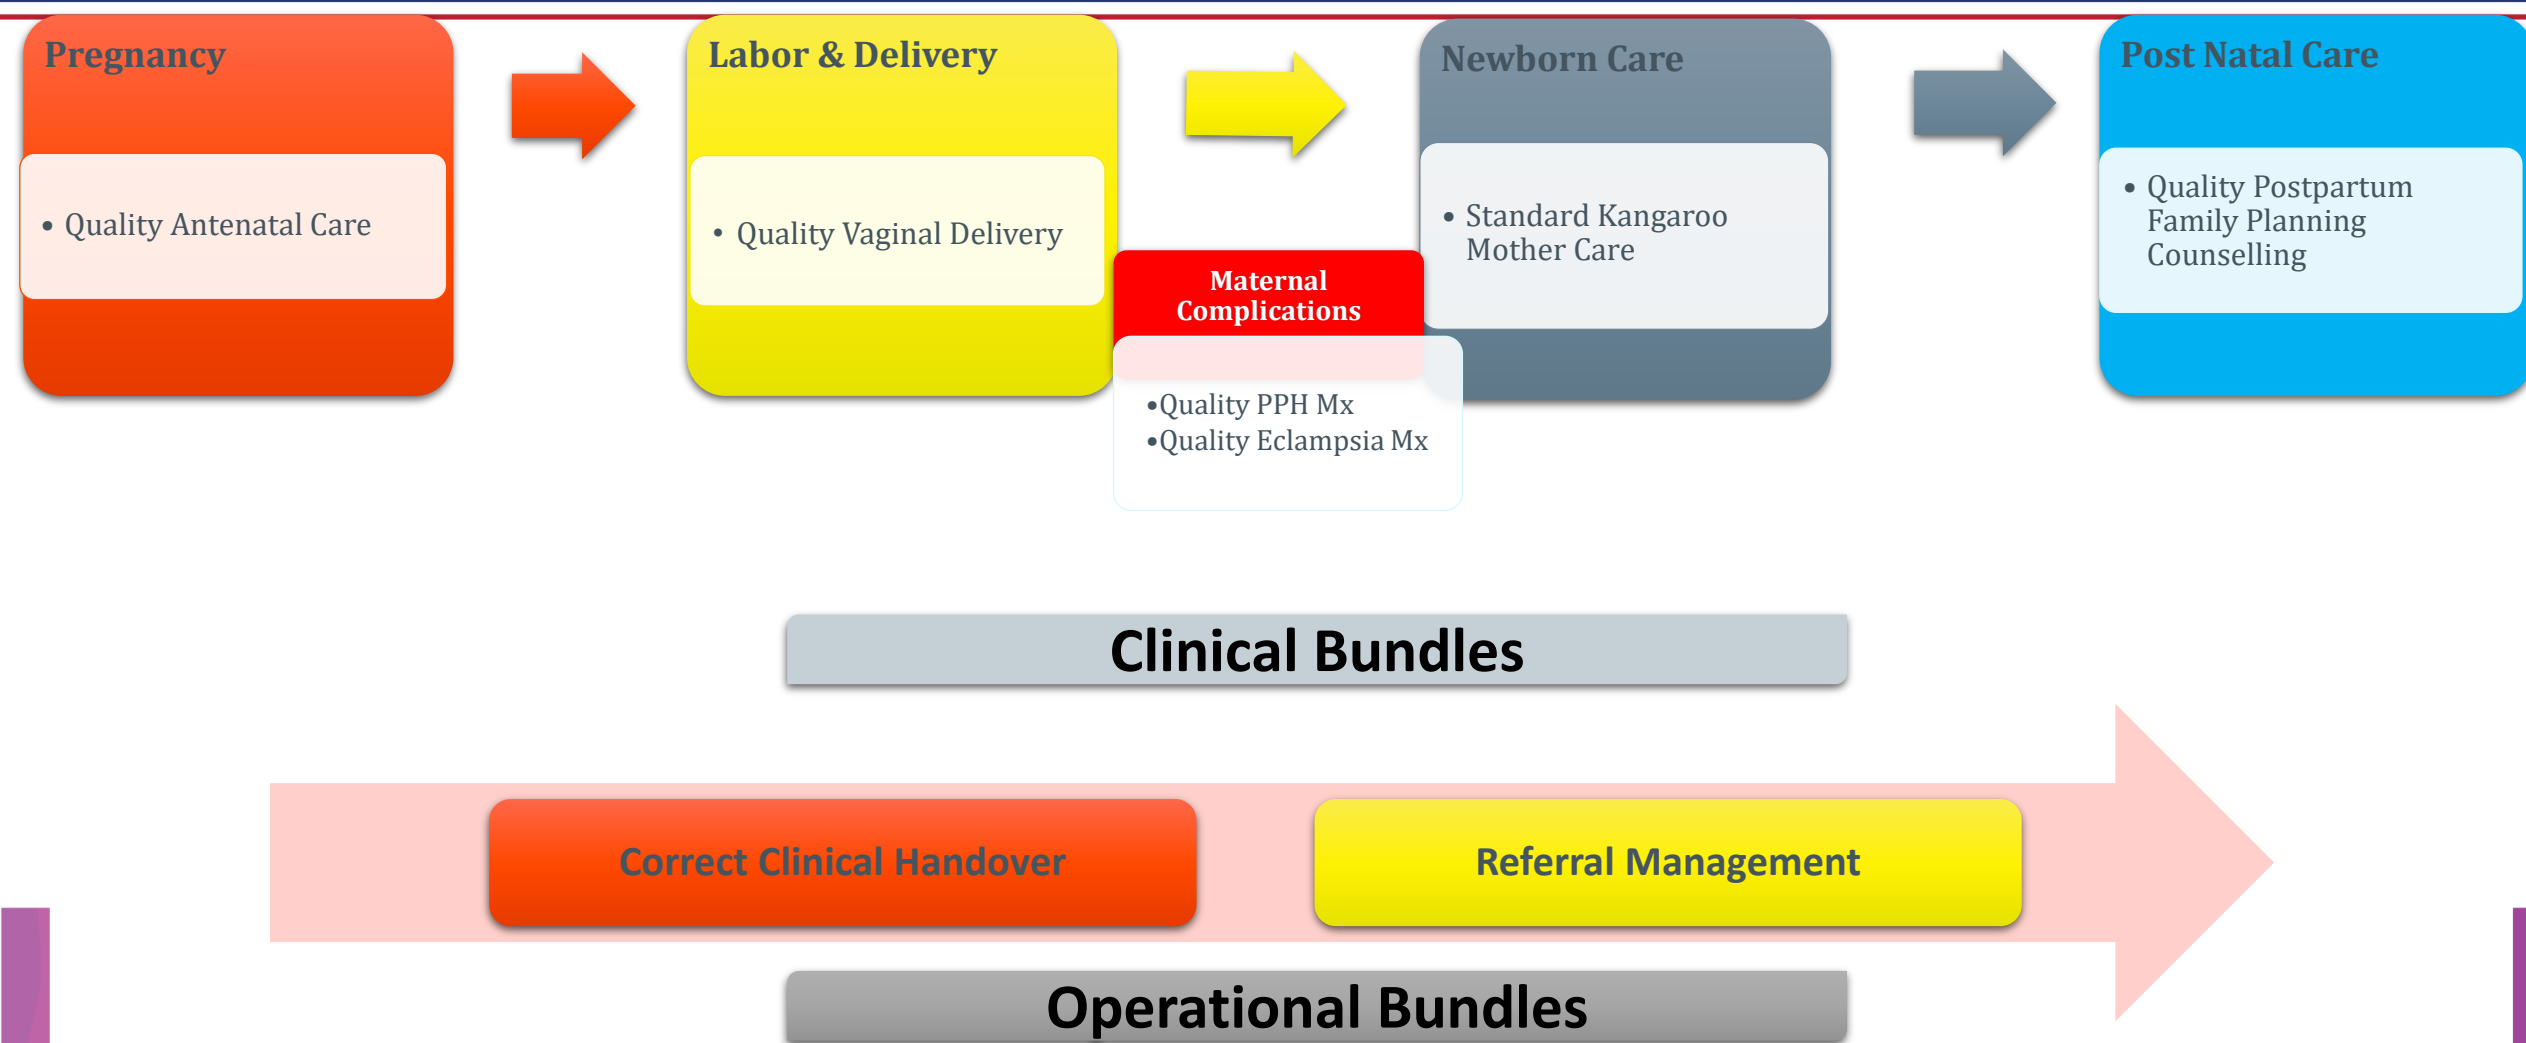 Pregnancy
• Quality Antenatal Care
Labor & Delivery
• Quality Vaginal Delivery
Maternal
Complications
•Quality PPH Mx
•Quality Eclampsia Mx
Newborn Care
• Standard Kangaroo
Mother Care
Post Natal Care
• Quality Postpartum
Family Planning
Counselling
Clinical Bundles
Correct Clinical Handover
Referral Management
Operational Bundles